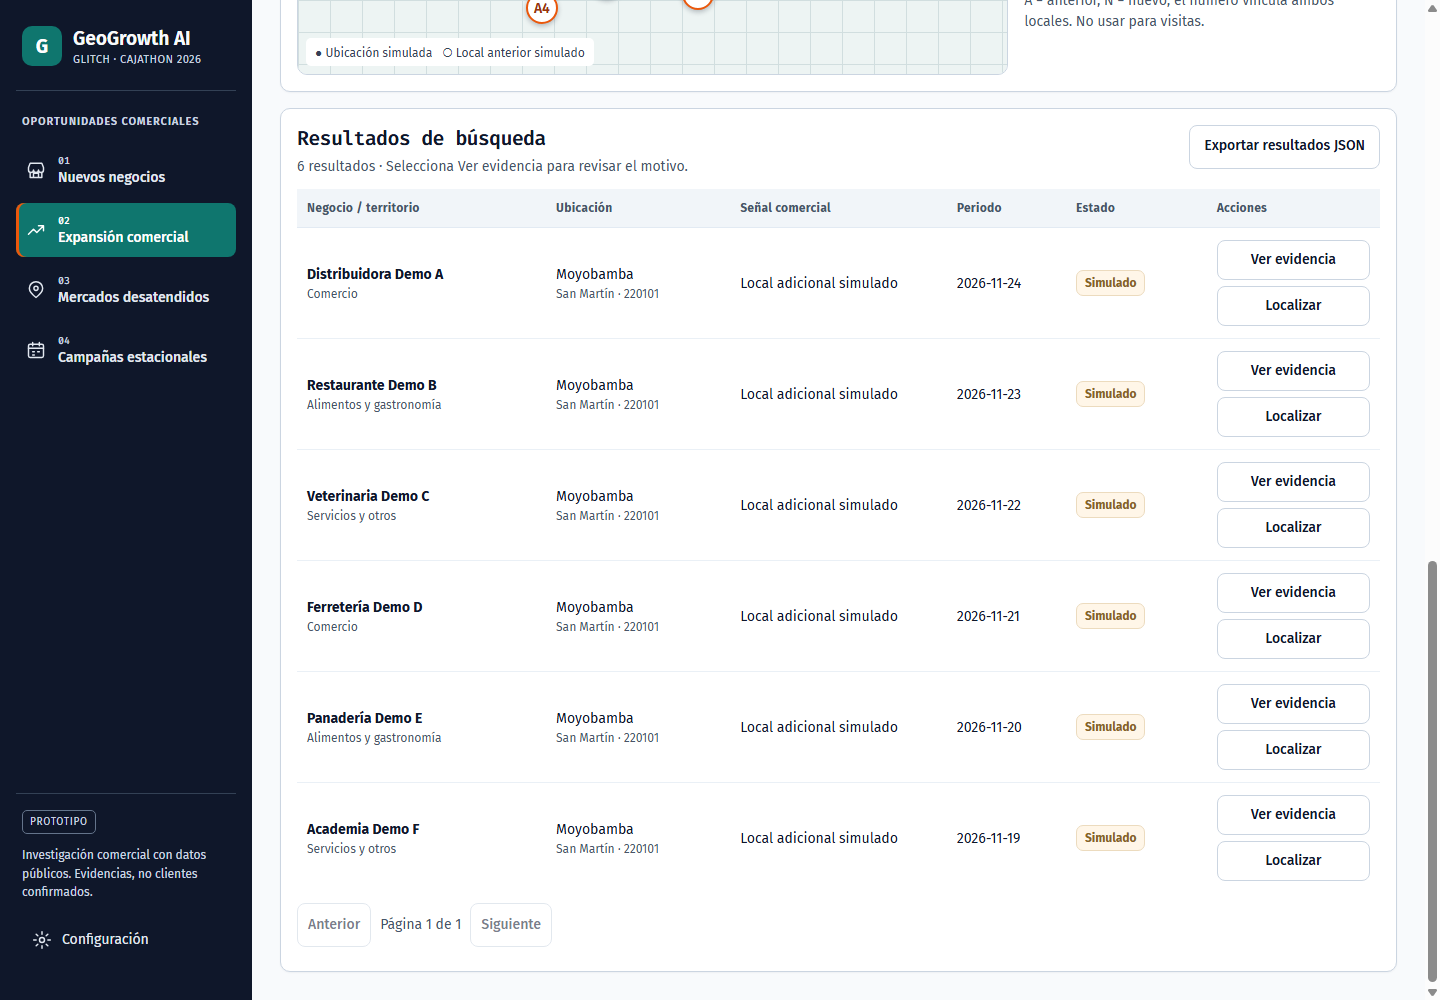 G
GeoGrowth AI
GLITCH · CAJATHON 2026
OPORTUNIDADES COMERCIALES
01
Nuevos negocios
02
Expansión comercial
03
Mercados desatendidos
04
Campañas estacionales
PROTOTIPO
Investigación comercial con datos
públicos. Evidencias, no clientes
confirmados.
Configuración
A4
● Ubicación simulada ○ Local anterior simulado
A = anterior, N = nuevo; el número vincula ambos
locales. No usar para visitas.
Resultados de búsqueda
6 resultados · Selecciona Ver evidencia para revisar el motivo.
Exportar resultados JSON
Negocio / territorio Ubicación Señal comercial Periodo Estado Acciones
Distribuidora Demo A
Comercio
Moyobamba
San Martín · 220101
Local adicional simulado
2026-11-24
Simulado
Ver evidencia
Localizar
Restaurante Demo B
Alimentos y gastronomía
Moyobamba
San Martín · 220101
Local adicional simulado
2026-11-23
Simulado
Ver evidencia
Localizar
Veterinaria Demo C
Servicios y otros
Moyobamba
San Martín · 220101
Local adicional simulado
2026-11-22
Simulado
Ver evidencia
Localizar
Ferretería Demo D
Comercio
Moyobamba
San Martín · 220101
Local adicional simulado
2026-11-21
Simulado
Ver evidencia
Localizar
Panadería Demo E
Alimentos y gastronomía
Moyobamba
San Martín · 220101
Local adicional simulado
2026-11-20
Simulado
Ver evidencia
Localizar
Academia Demo F
Servicios y otros
Moyobamba
San Martín · 220101
Local adicional simulado
2026-11-19
Simulado
Ver evidencia
Localizar
Anterior
Página 1 de 1
Siguiente